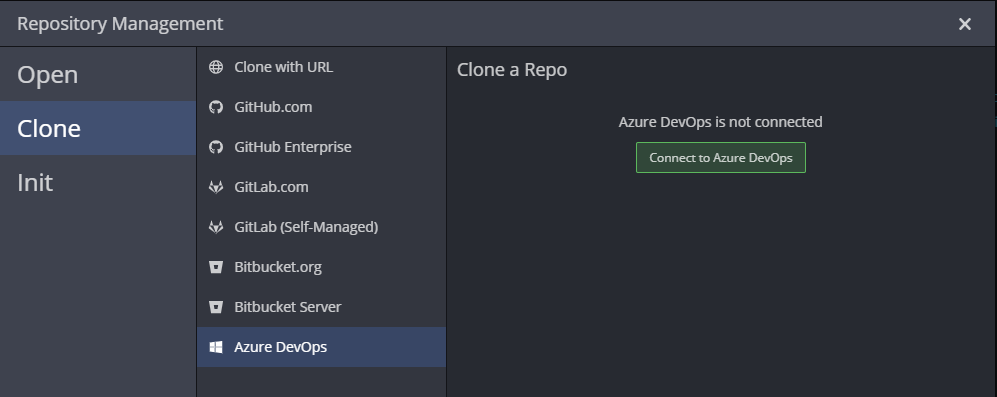 Repository Management
Open
Clone
Init
Clone with URL
GitHub.com
GitHub Enterprise
GitLab.com
GitLab (Self-Managed)
Bitbucket.org
Bitbucket Server
Azure DevOps
Clone a Repo
Azure DevOps is not connected
Connect to Azure DevOps